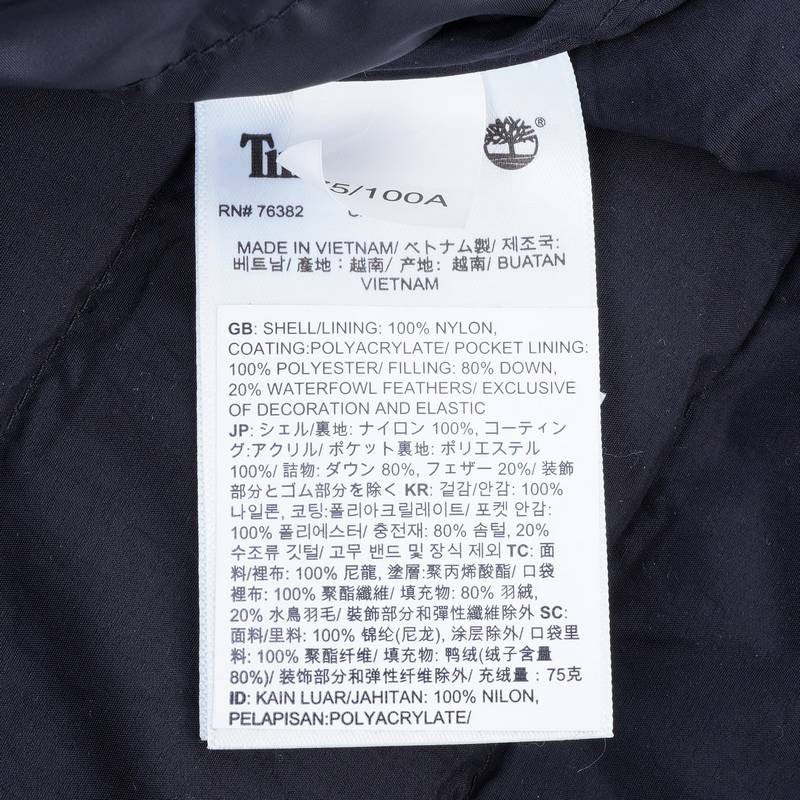 ®
/100A
RN# 76382
MADE IN VIETNAM/ ベトナム製/ 제조국:
베트남/ 產地：越南/ 产地: 越南/ BUATAN
VIETNAM
GB: SHELL/LINING: 100% NYLON,
COATING:POLYACRYLATE/ POCKET LINING:
100% POLYESTER/ FILLING: 80% DOWN,
20% WATERFOWL FEATHERS/ EXCLUSIVE
OF DECORATION AND ELASTIC
JP: シェル/裏地: ナイロン 100%, コーティン
グ:アクリル/ ポケット裏地: ポリエステル
100%/ 詰物: ダウン 80%, フェザー 20%/ 装飾
部分とゴム部分を除く KR: 겉감/안감: 100%
나일론, 코팅:폴리아크릴레이트/ 포켓 안감:
100% 폴리에스터/ 충전재: 80% 솜털, 20%
수조류 깃털/ 고무 밴드 및 장식 제외 TC: 面
料/裡布: 100% 尼龍, 塗層:聚丙烯酸酯/ 口袋
裡布: 100% 聚酯纖維/ 填充物: 80% 羽絨,
20% 水鳥羽毛/ 裝飾部分和彈性纖維除外 SC:
面料/里料: 100% 锦纶(尼龙), 涂层除外/ 口袋里
料: 100% 聚酯纤维/ 填充物: 鸭绒(绒子含量
80%)/ 装饰部分和弹性纤维除外/ 充绒量：75克
ID: KAIN LUAR/JAHITAN: 100% NILON,
PELAPISAN:POLYACRYLATE/